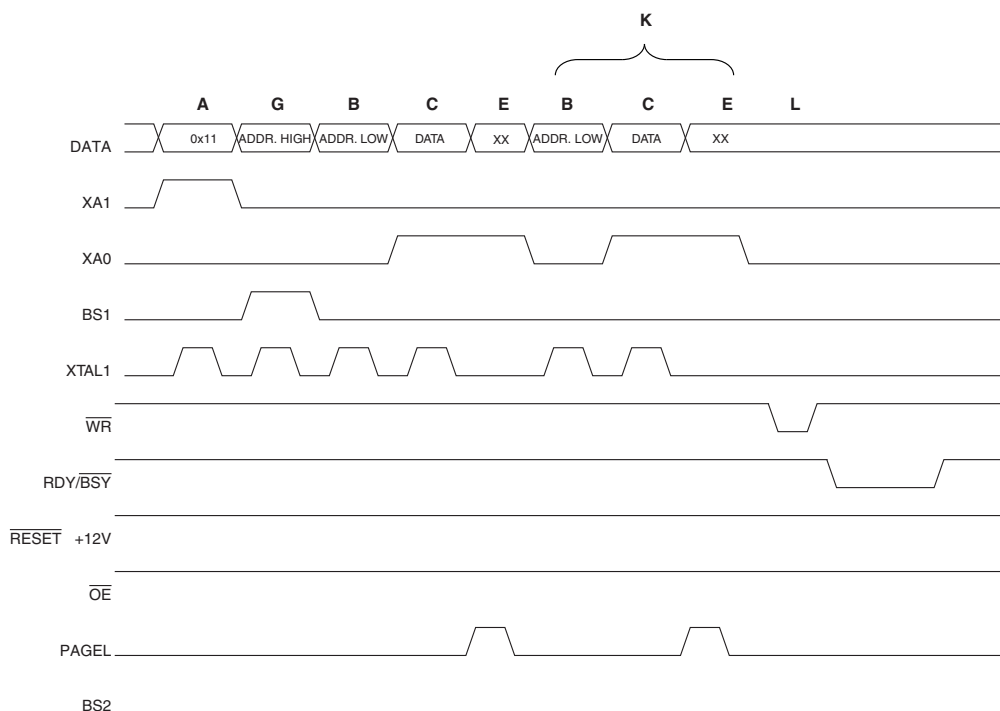 K
A G B C E B C E L
DATA 0x11 ADDR. HIGH ADDR. LOW DATA XX ADDR. LOW DATA XX
XA1
XA0
BS1
XTAL1
WR
RDY/BSY
RESET +12V
OE
PAGEL
BS2